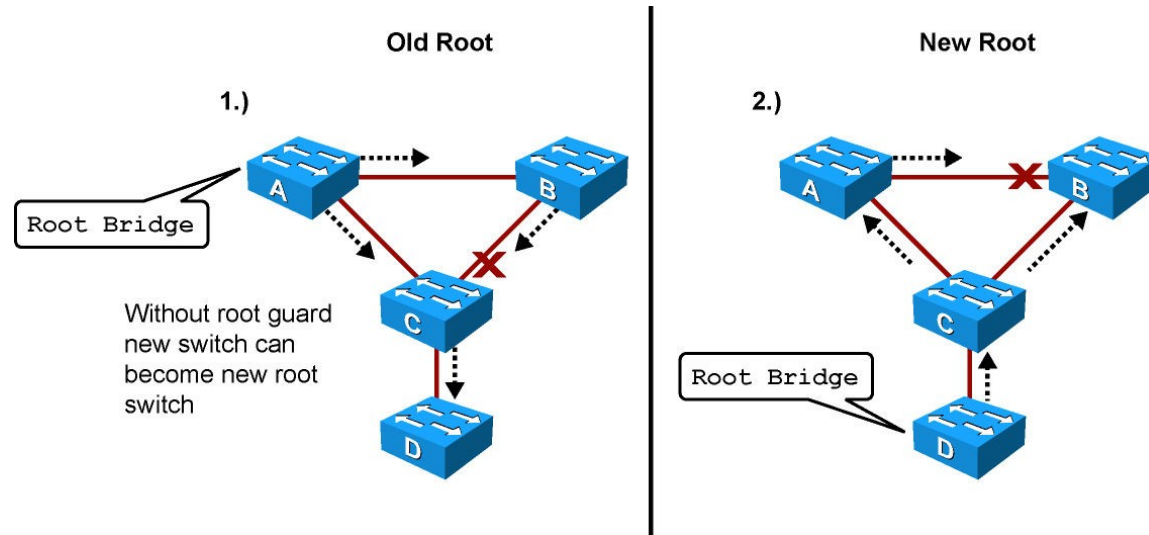 Old Root
1.)
A
B
Root Bridge
C
Without root guard
new switch can
become new root
switch
D
New Root
2.)
A
B
C
Root Bridge
D